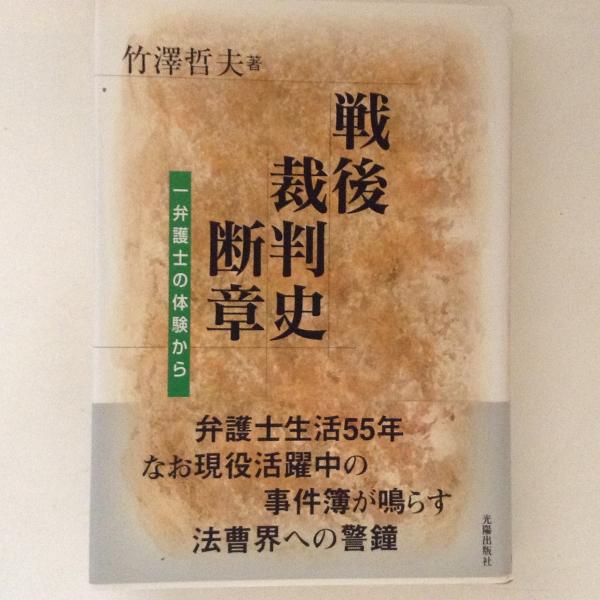 竹澤哲夫著
戦後
裁判史
断章
一弁護士の体験から
弁護士生活55年
なお現役活躍中の
事件簿が鳴らす
法曹界への警鐘
光陽出版社